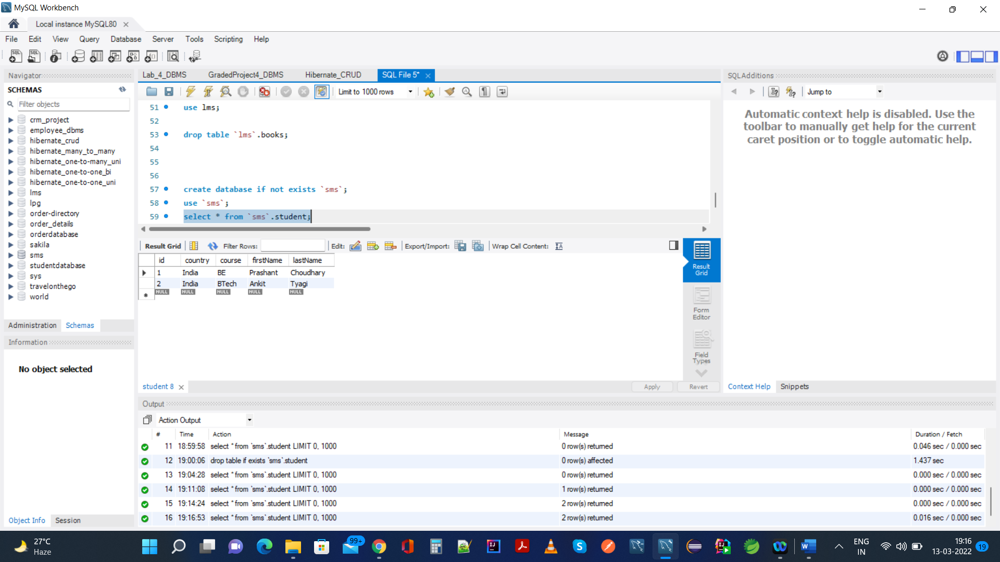 MySQL Workbench
Local instance MySQL80
File Edit View Query Database Server Tools Scripting Help
Navigator
SCHEMAS
Filter objects
crm_project
employee_dbms
hibernate_crud
hibernate_many_to_many
hibernate_one-to-many_uni
hibernate_one-to-one_bi
hibernate_one-to-one_uni
lms
lpg
order-directory
order_details
orderdatabase
sakila
sms
studentdatabase
sys
travelonthego
world
Administration Schemas
Information
No object selected
Object Info Session
Lab_4_DBMS GradedProject4_DBMS Hibernate_CRUD SQL File 5*
Limit to 1000 rows
51 use lms;
52
53 drop table `lms`.books;
54
55
56
57 create database if not exists `sms`;
58 use `sms`;
59 select * from `sms`.student;
Result Grid Filter Rows: Edit: Export/Import: Wrap Cell Content:
id country course firstName lastName
1 India BE Prashant Choudhary
2 India BTech Ankit Tyagi
NULL NULL NULL NULL NULL
Result Grid
Form Editor
Field Types
student 8
Apply Revert
SQLAdditions
Jump to
Automatic context help is disabled. Use the
toolbar to manually get help for the current
caret position or to toggle automatic help.
Context Help Snippets
Output
Action Output
# Time Action Message Duration / Fetch
11 18:59:58 select * from `sms`.student LIMIT 0, 1000 0 row(s) returned 0.046 sec / 0.000 sec
12 19:00:06 drop table if exists `sms`.student 0 row(s) affected 1.437 sec
13 19:04:28 select * from `sms`.student LIMIT 0, 1000 0 row(s) returned 0.000 sec / 0.000 sec
14 19:11:08 select * from `sms`.student LIMIT 0, 1000 1 row(s) returned 0.000 sec / 0.000 sec
15 19:14:24 select * from `sms`.student LIMIT 0, 1000 2 row(s) returned 0.000 sec / 0.000 sec
16 19:16:53 select * from `sms`.student LIMIT 0, 1000 2 row(s) returned 0.016 sec / 0.000 sec
27°C
Haze
99+
ENG
IN
19:16
13-03-2022
19